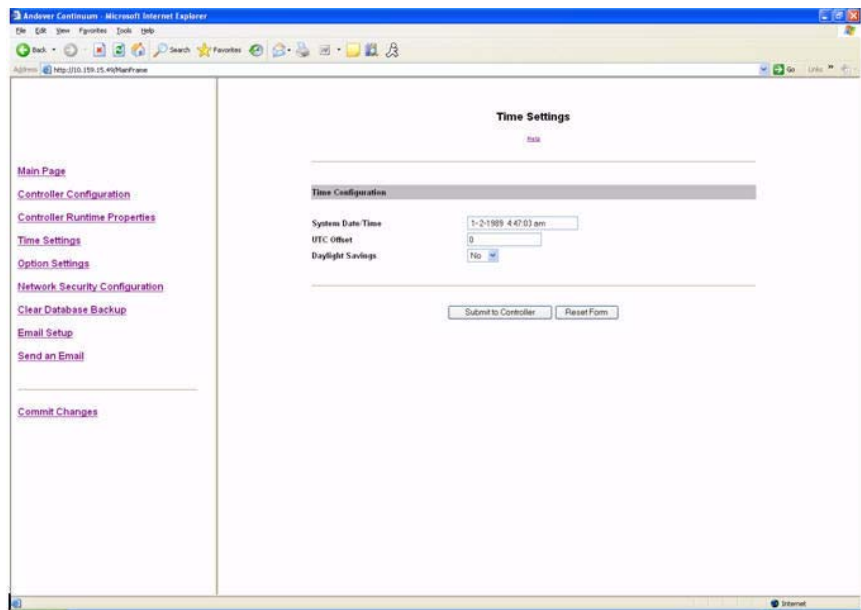 Andover Continuum - Microsoft Internet Explorer
File Edit View Favorites Tools Help
Back Search Favorites
Address http://10.159.15.49/MainFrame Go Links
Time Settings
Help
Main Page
Controller Configuration
Controller Runtime Properties
Time Settings
Option Settings
Network Security Configuration
Clear Database Backup
Email Setup
Send an Email
Commit Changes
Time Configuration
System Date/Time 1-2-1989 4:47:03 am
UTC Offset 0
Daylight Savings No
Submit to Controller Reset Form
Internet